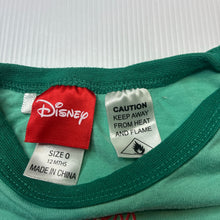 Disney
SIZE 0
12 MTHS
MADE IN CHINA
CAUTION
KEEP AWAY
FROM HEAT
AND FLAME